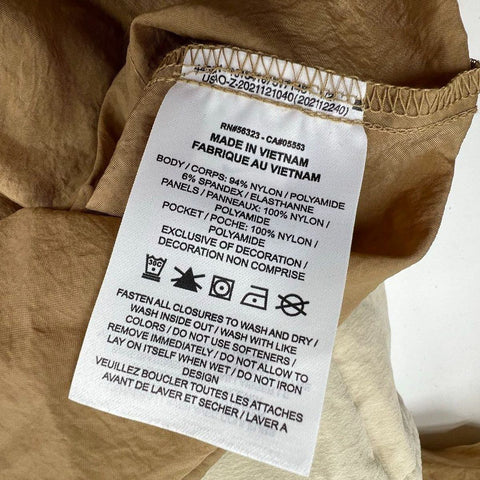 US\O-Z-2021121040(202112240)
RN#56323 - CA#05553
MADE IN VIETNAM
FABRIQUE AU VIETNAM
BODY / CORPS: 94% NYLON / POLYAMIDE
6% SPANDEX / ELASTHANNE
PANELS / PANNEAUX: 100% NYLON /
POLYAMIDE
POCKET / POCHE: 100% NYLON /
POLYAMIDE
EXCLUSIVE OF DECORATION /
DECORATION NON COMPRISE
30C
FASTEN ALL CLOSURES TO WASH AND DRY /
WASH INSIDE OUT / WASH WITH LIKE
COLORS / DO NOT USE SOFTENERS /
REMOVE IMMEDIATELY / DO NOT ALLOW TO
LAY ON ITSELF WHEN WET / DO NOT IRON
DESIGN
VEUILLEZ BOUCLER TOUTES LES ATTACHES
AVANT DE LAVER ET SECHER / LAVER A